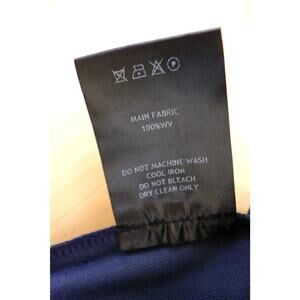 MAIN FABRIC
100%WV
DO NOT MACHINE WASH
COOL IRON
DO NOT BLEACH
DRY CLEAN ONLY